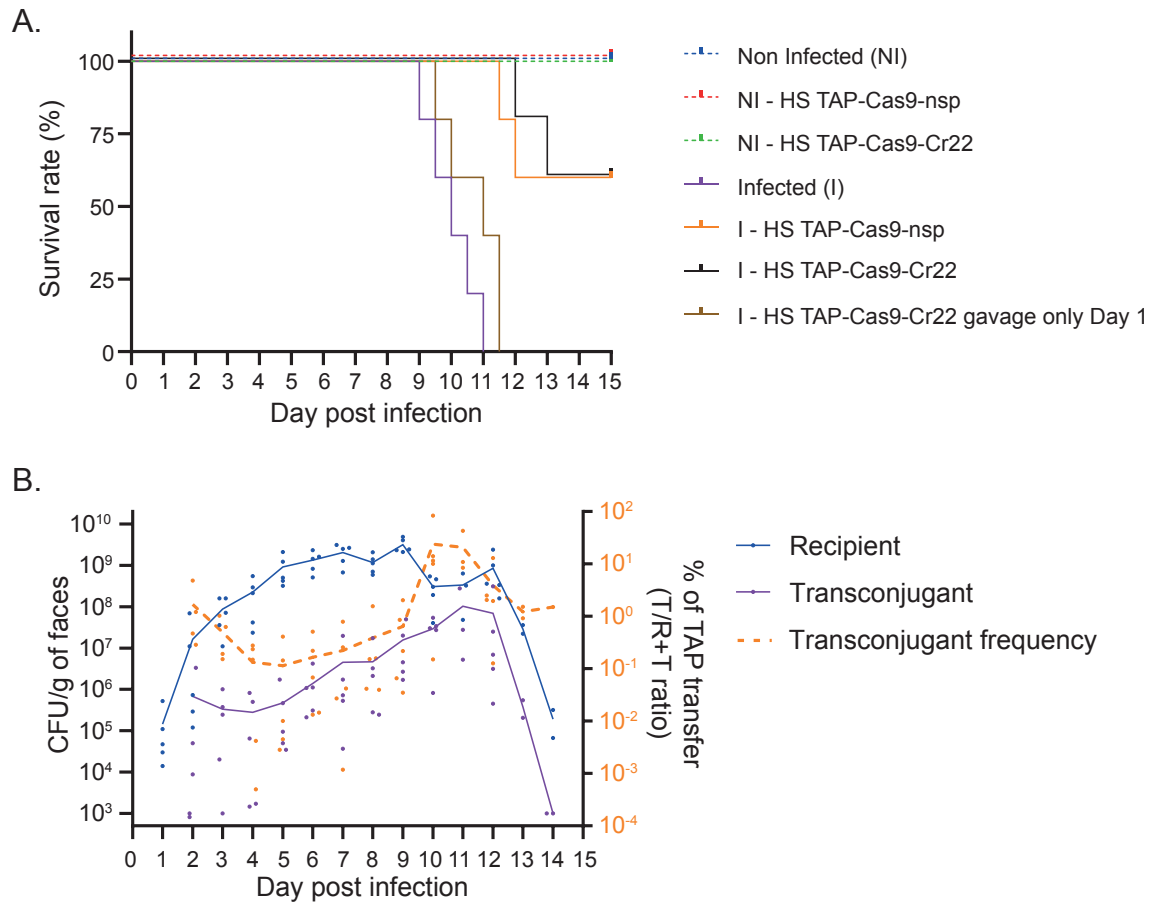 A.
Survival rate (%)
100
75
50
25
0
0 1 2 3 4 5 6 7 8 9 10 11 12 13 14 15
Day post infection
Non Infected (NI)
NI - HS TAP-Cas9-nsp
NI - HS TAP-Cas9-Cr22
Infected (I)
I - HS TAP-Cas9-nsp
I - HS TAP-Cas9-Cr22
I - HS TAP-Cas9-Cr22 gavage only Day 1
B.
CFU/g of faces
10¹⁰
10⁹
10⁸
10⁷
10⁶
10⁵
10⁴
10³
0 1 2 3 4 5 6 7 8 9 10 11 12 13 14 15
Day post infection
10²
10¹
10⁰
10⁻¹
10⁻²
10⁻³
10⁻⁴
% of TAP transfer
(T/R+T ratio)
Recipient
Transconjugant
Transconjugant frequency